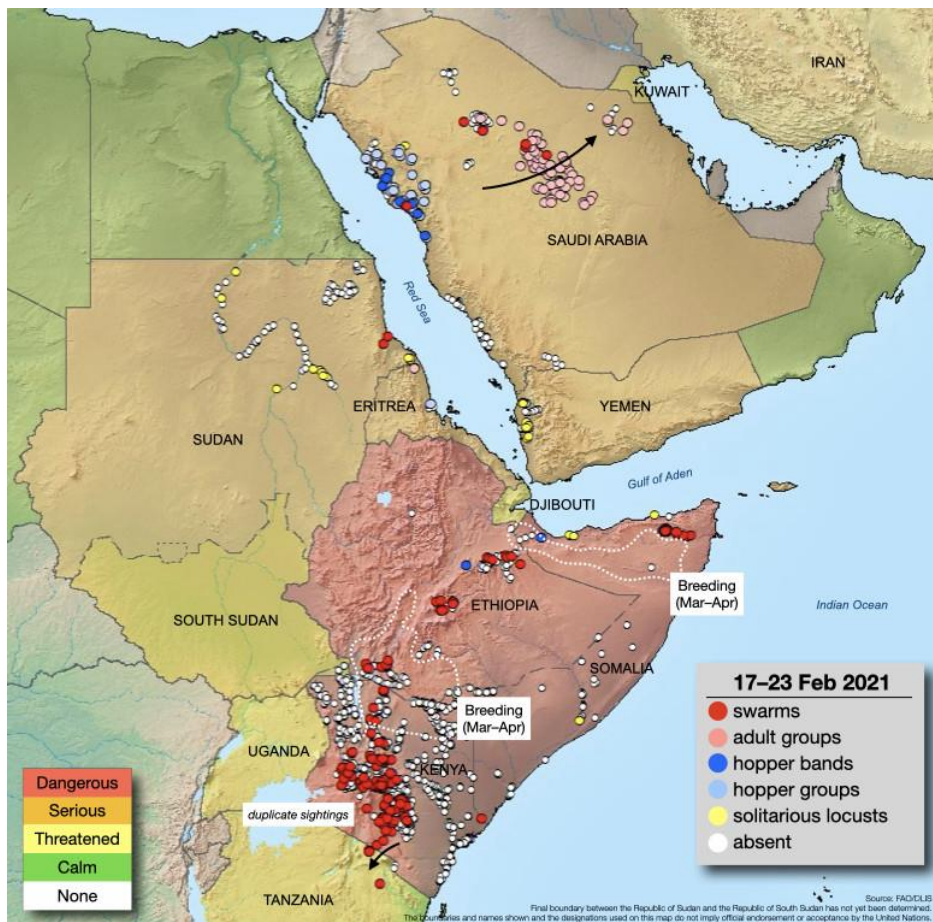 IRAN
KUWAIT
SAUDI ARABIA
Red Sea
ERITREA
YEMEN
SUDAN
Gulf of Aden
DJIBOUTI
Breeding
(Mar–Apr)
ETHIOPIA
Indian Ocean
SOUTH SUDAN
SOMALIA
Breeding
(Mar–Apr)
UGANDA
KENYA
duplicate sightings
TANZANIA
Dangerous
Serious
Threatened
Calm
None
17–23 Feb 2021
swarms
adult groups
hopper bands
hopper groups
solitarious locusts
absent
Source: FAO/DLIS
Final boundary between the Republic of Sudan and the Republic of South Sudan has not yet been determined.
The boundaries and names shown and the designations used on this map do not imply official endorsement or acceptance by the United Nations.